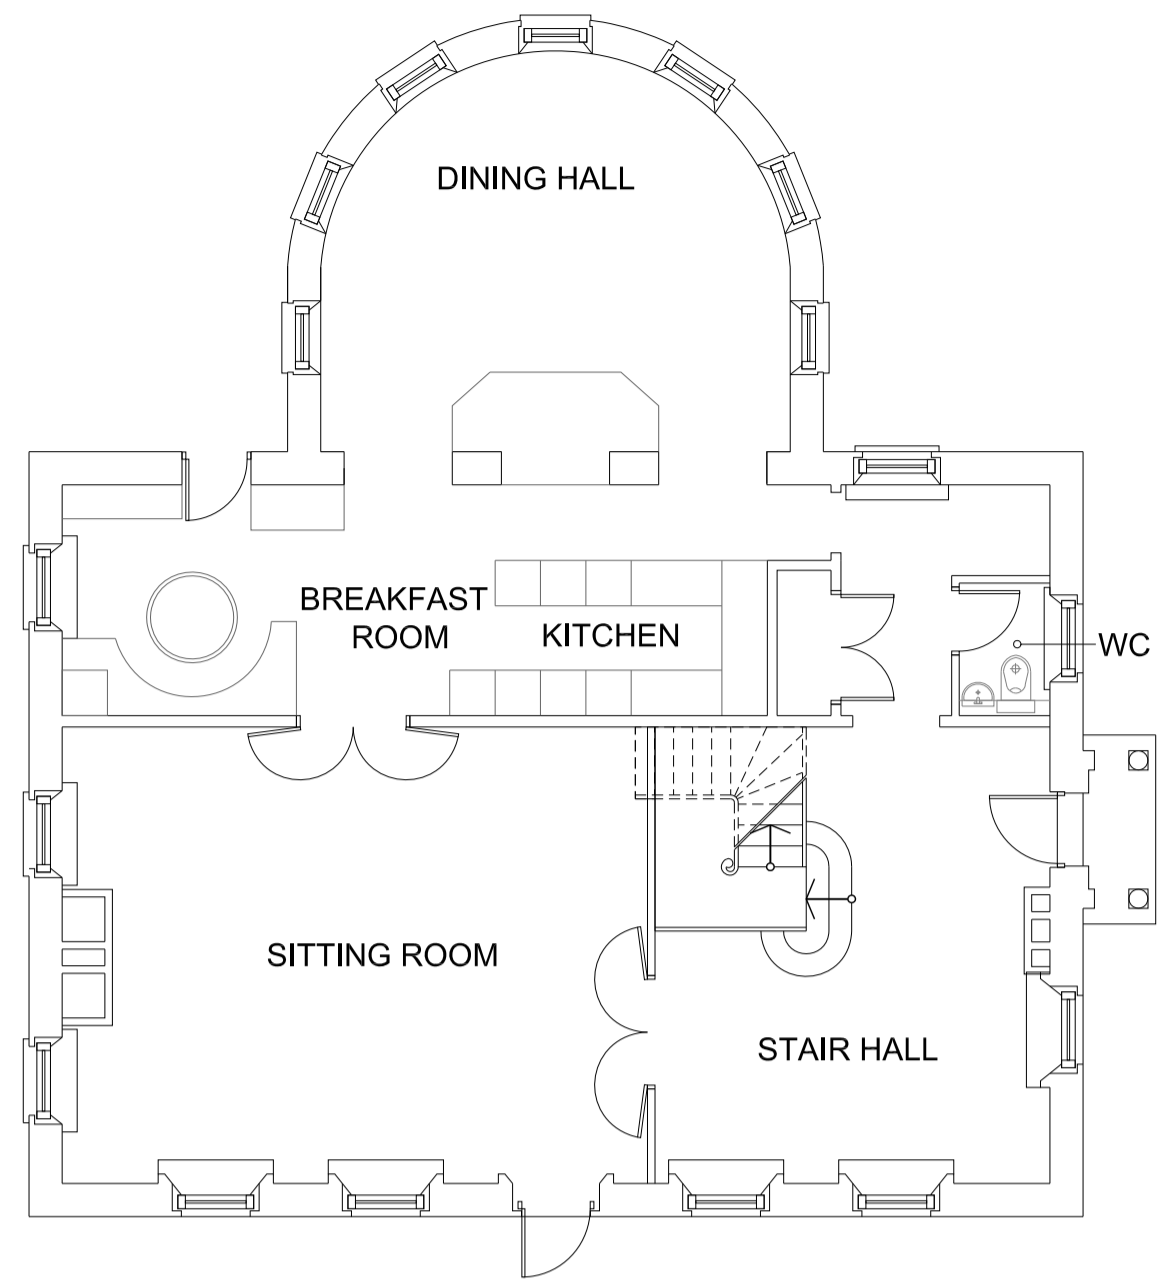 DINING HALL
BREAKFAST
ROOM
KITCHEN
WC
SITTING ROOM
STAIR HALL